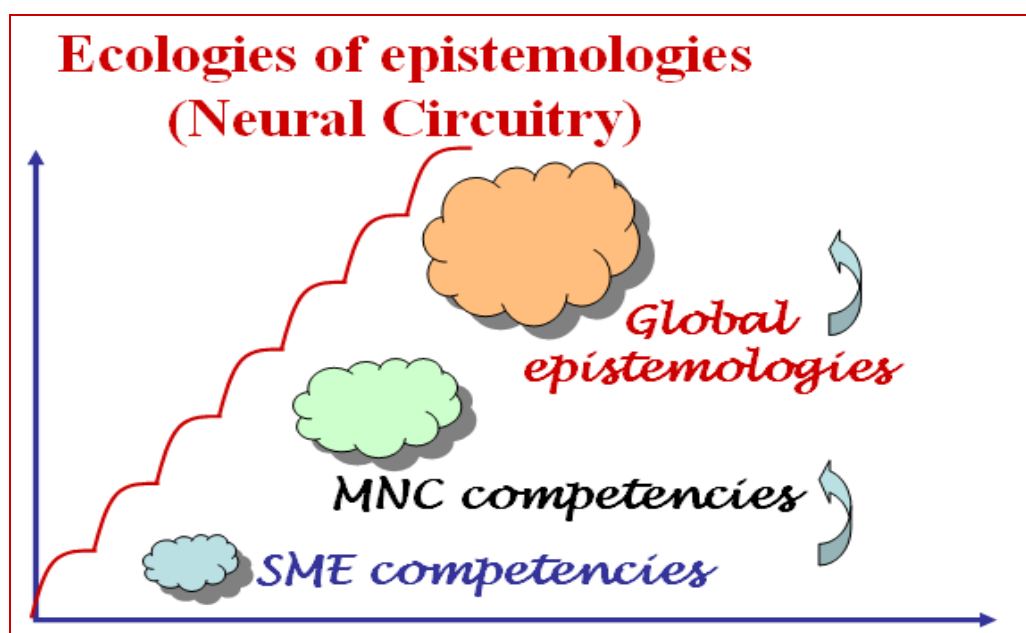 Ecologies of epistemologies
(Neural Circuitry)
Global
epistemologies
MNC competencies
SME competencies